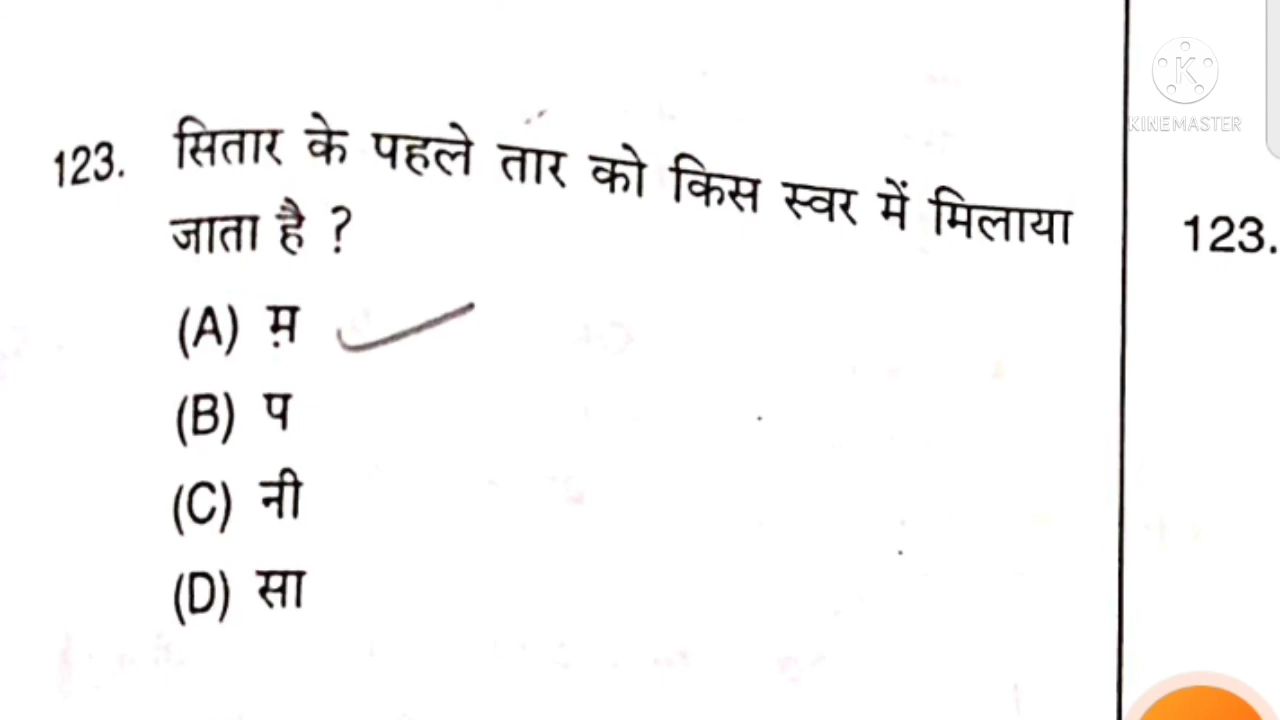 123. सितार के पहले तार को किस स्वर में मिलाया
जाता है ?
(A) म़
(B) प
(C) नी
(D) सा
123.
KINEMASTER